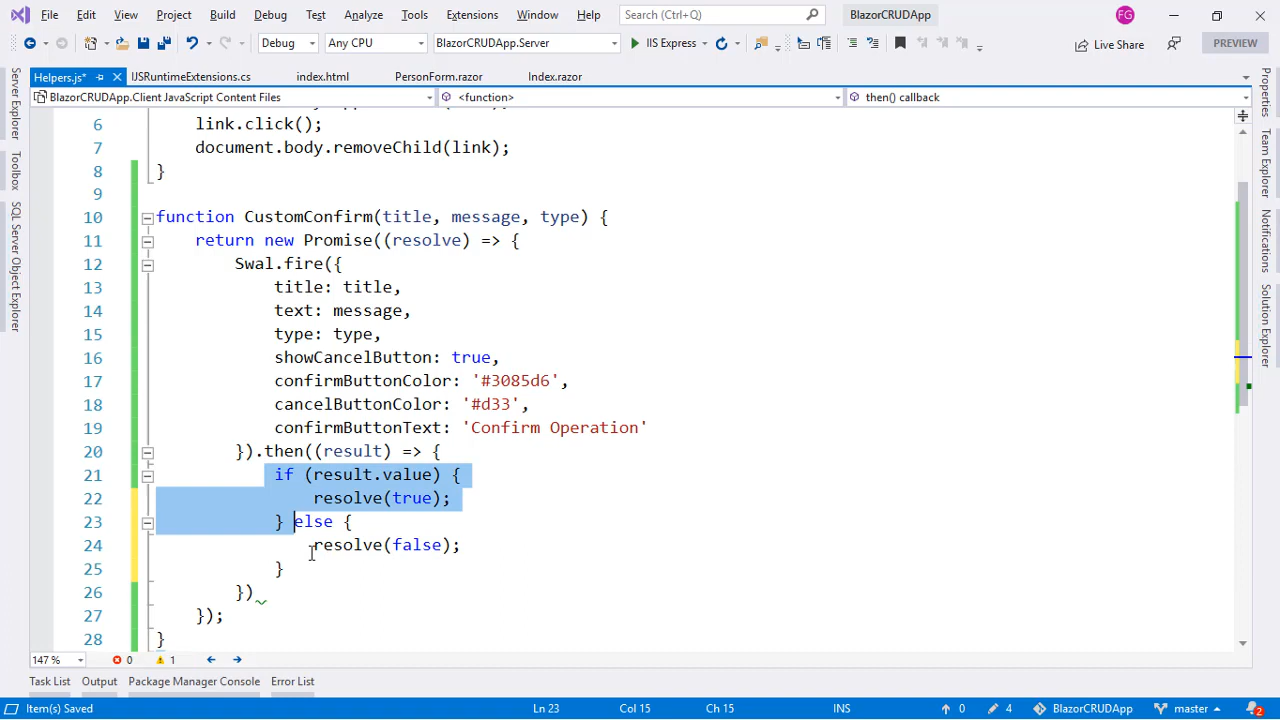 File Edit View Project Build Debug Test Analyze Tools Extensions Window Help Search (Ctrl+Q) BlazorCRUDApp FG
Debug Any CPU BlazorCRUDApp.Server IIS Express Live Share PREVIEW
Helpers.js* IJSRuntimeExtensions.cs index.html PersonForm.razor Index.razor
BlazorCRUDApp.Client JavaScript Content Files <function> then() callback
Server Explorer
Toolbox
SQL Server Object Explorer
6 link.click();
7 document.body.removeChild(link);
8 }
9
10 function CustomConfirm(title, message, type) {
11 return new Promise((resolve) => {
12 Swal.fire({
13 title: title,
14 text: message,
15 type: type,
16 showCancelButton: true,
17 confirmButtonColor: '#3085d6',
18 cancelButtonColor: '#d33',
19 confirmButtonText: 'Confirm Operation'
20 }).then((result) => {
21 if (result.value) {
22 resolve(true);
23 } else {
24 resolve(false);
25 }
26 })
27 });
28 }
Properties
Team Explorer
Notifications
Solution Explorer
147 % 0 1
Task List Output Package Manager Console Error List
Item(s) Saved Ln 23 Col 15 Ch 15 INS 0 4 BlazorCRUDApp master 2